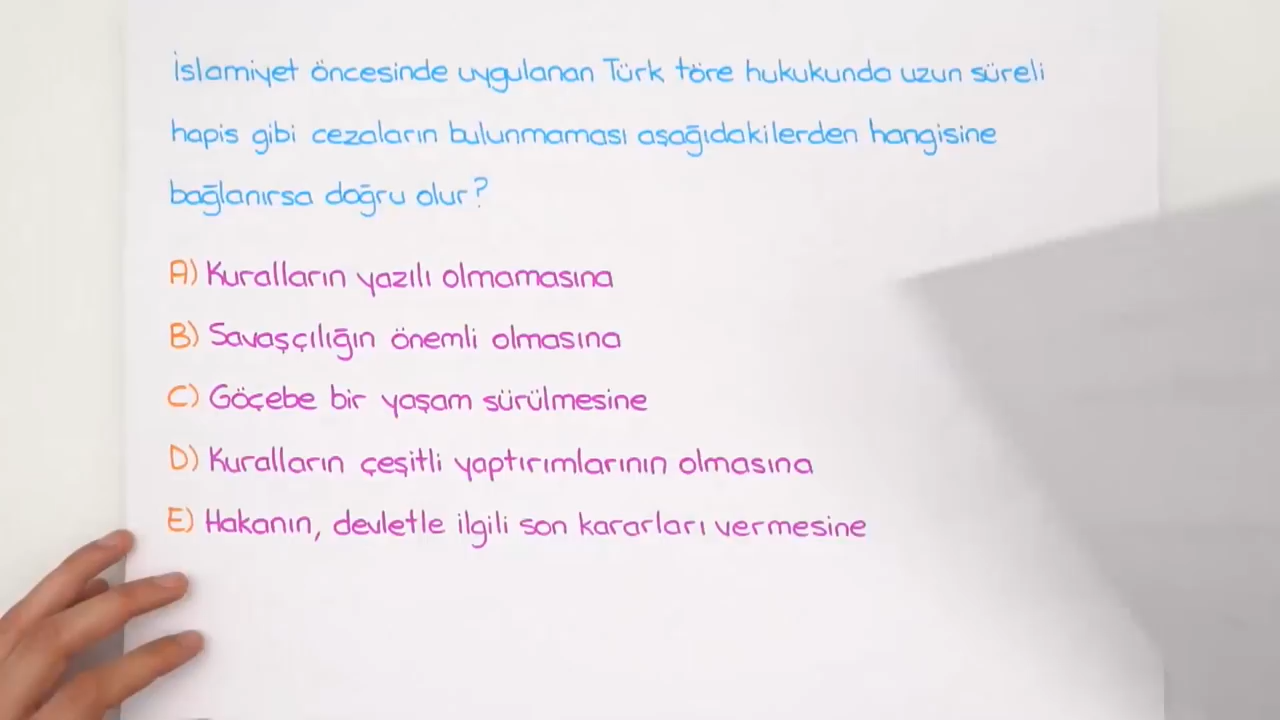 İslamiyet öncesinde uygulanan Türk töre hukukunda uzun süreli
hapis gibi cezaların bulunmaması aşağıdakilerden hangisine
bağlanırsa doğru olur?
A) Kuralların yazılı olmamasına
B) Savaşçılığın önemli olmasına
C) Göçebe bir yaşam sürülmesine
D) Kuralların çeşitli yaptırımlarının olmasına
E) Hakanın, devletle ilgili son kararları vermesine